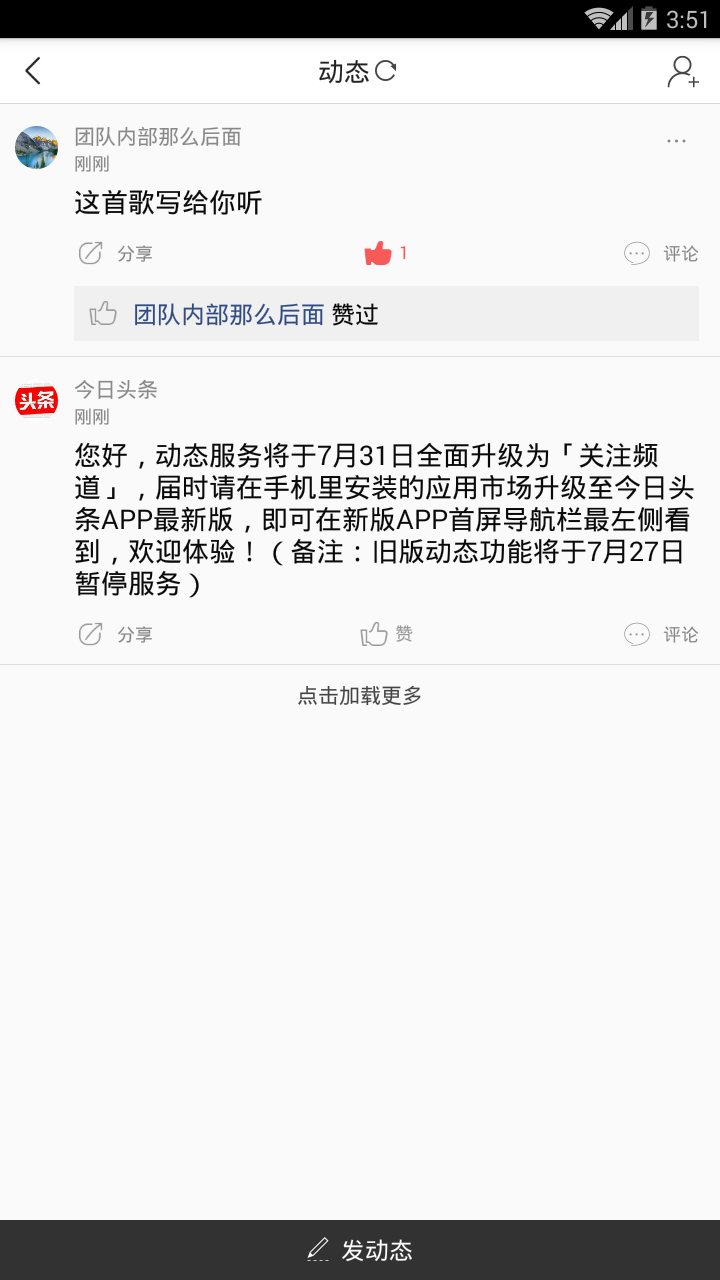 3:51
动态
团队内部那么后面
刚刚
这首歌写给你听
分享
1
评论
团队内部那么后面 赞过
头条
今日头条
刚刚
您好，动态服务将于7月31日全面升级为「关注频
道」，届时请在手机里安装的应用市场升级至今日头
条APP最新版，即可在新版APP首屏导航栏最左侧看
到，欢迎体验！（备注：旧版动态功能将于7月27日
暂停服务）
分享
赞
评论
点击加载更多
发动态